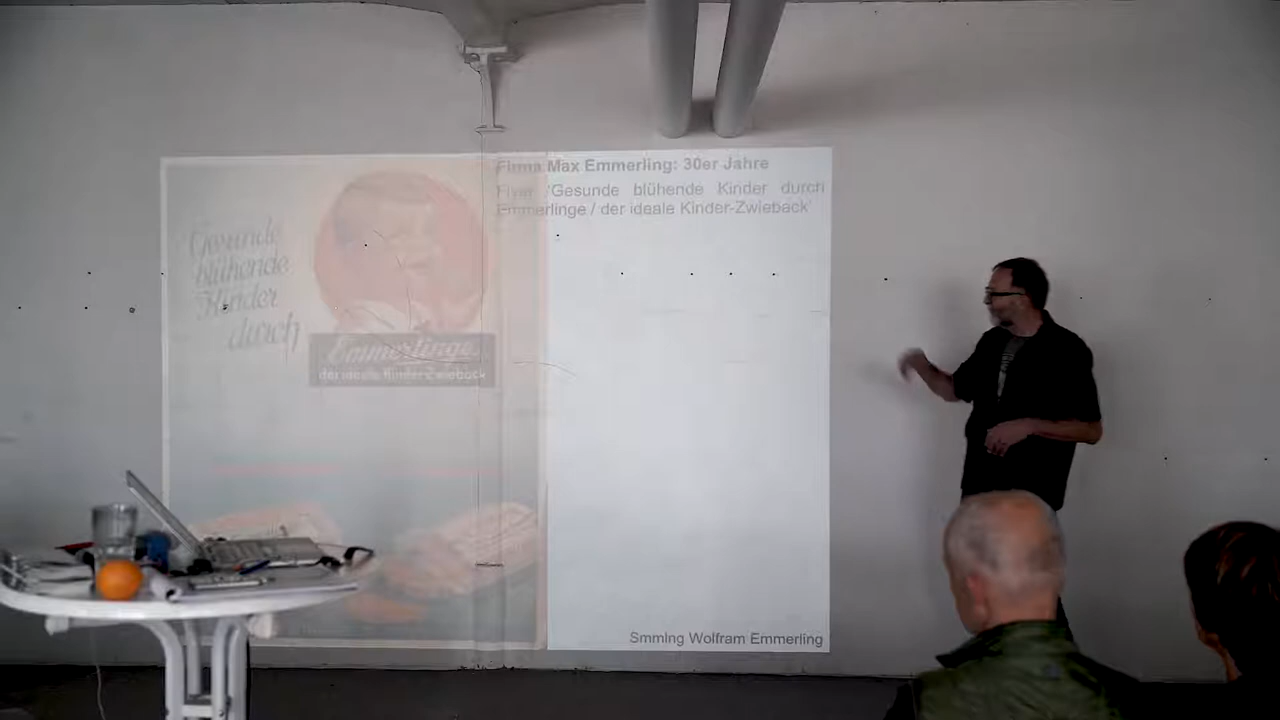 Firma Max Emmerling: 30er Jahre
Flyer 'Gesunde blühende Kinder durch
Emmerlinge / der ideale Kinder-Zwieback'
Gesunde
blühende
Kinder
durch
Emmerlinge
der ideale Kinder-Zwieback
Smmlng Wolfram Emmerling